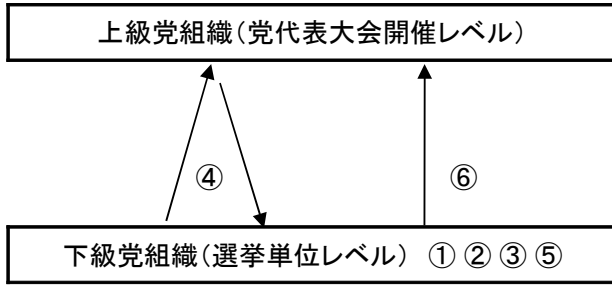 上級党組織（党代表大会開催レベル）
④
⑥
下級党組織（選挙単位レベル） ① ② ③ ⑤